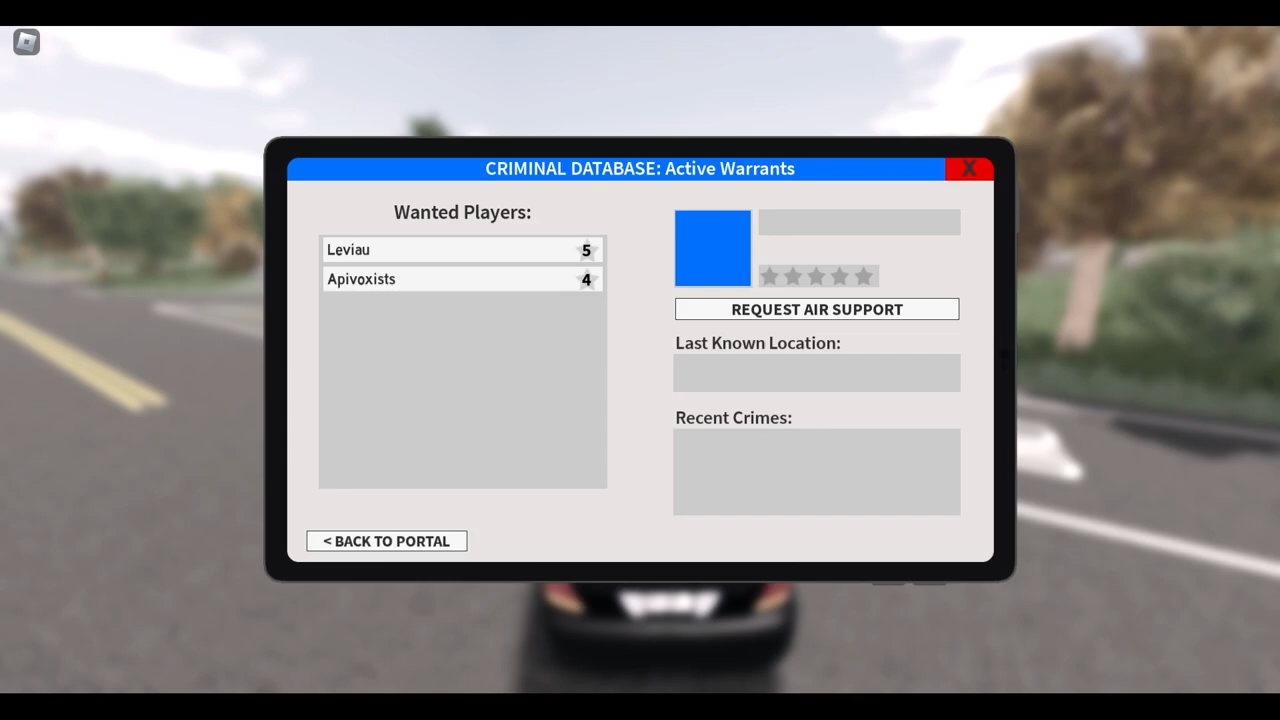 CRIMINAL DATABASE: Active Warrants
X
Wanted Players:
Leviau 5
Apivoxists 4
REQUEST AIR SUPPORT
Last Known Location:
Recent Crimes:
< BACK TO PORTAL